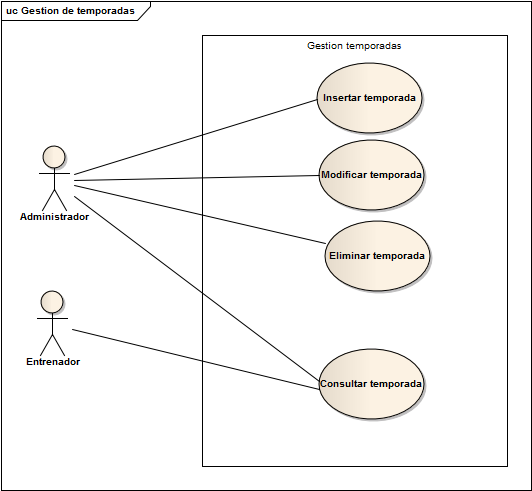 uc Gestion de temporadas
Gestion temporadas
Insertar temporada
Modificar temporada
Administrador
Eliminar temporada
Entrenador
Consultar temporada